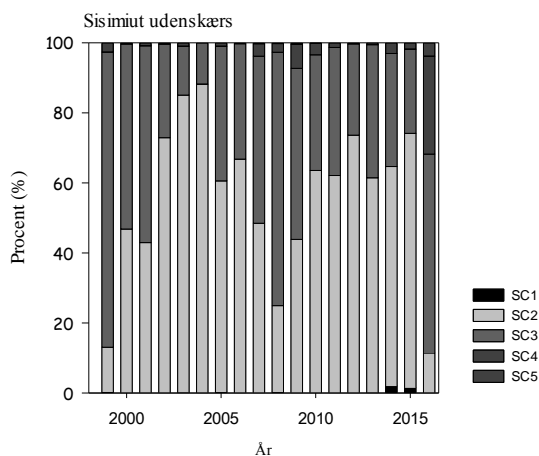 Sisimiut udenskærs
100
80
60
40
20
0
Procent (%)
2000 2005 2010 2015
År
SC1
SC2
SC3
SC4
SC5